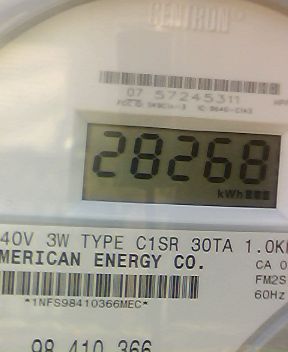 CENTRON
07 57245311
28268
kWh
40V 3W TYPE C1SR 30TA 1.0K
MERICAN ENERGY CO.
CA 0
FM2S
60Hz
*1NFS98410366MEC*
98 410 366